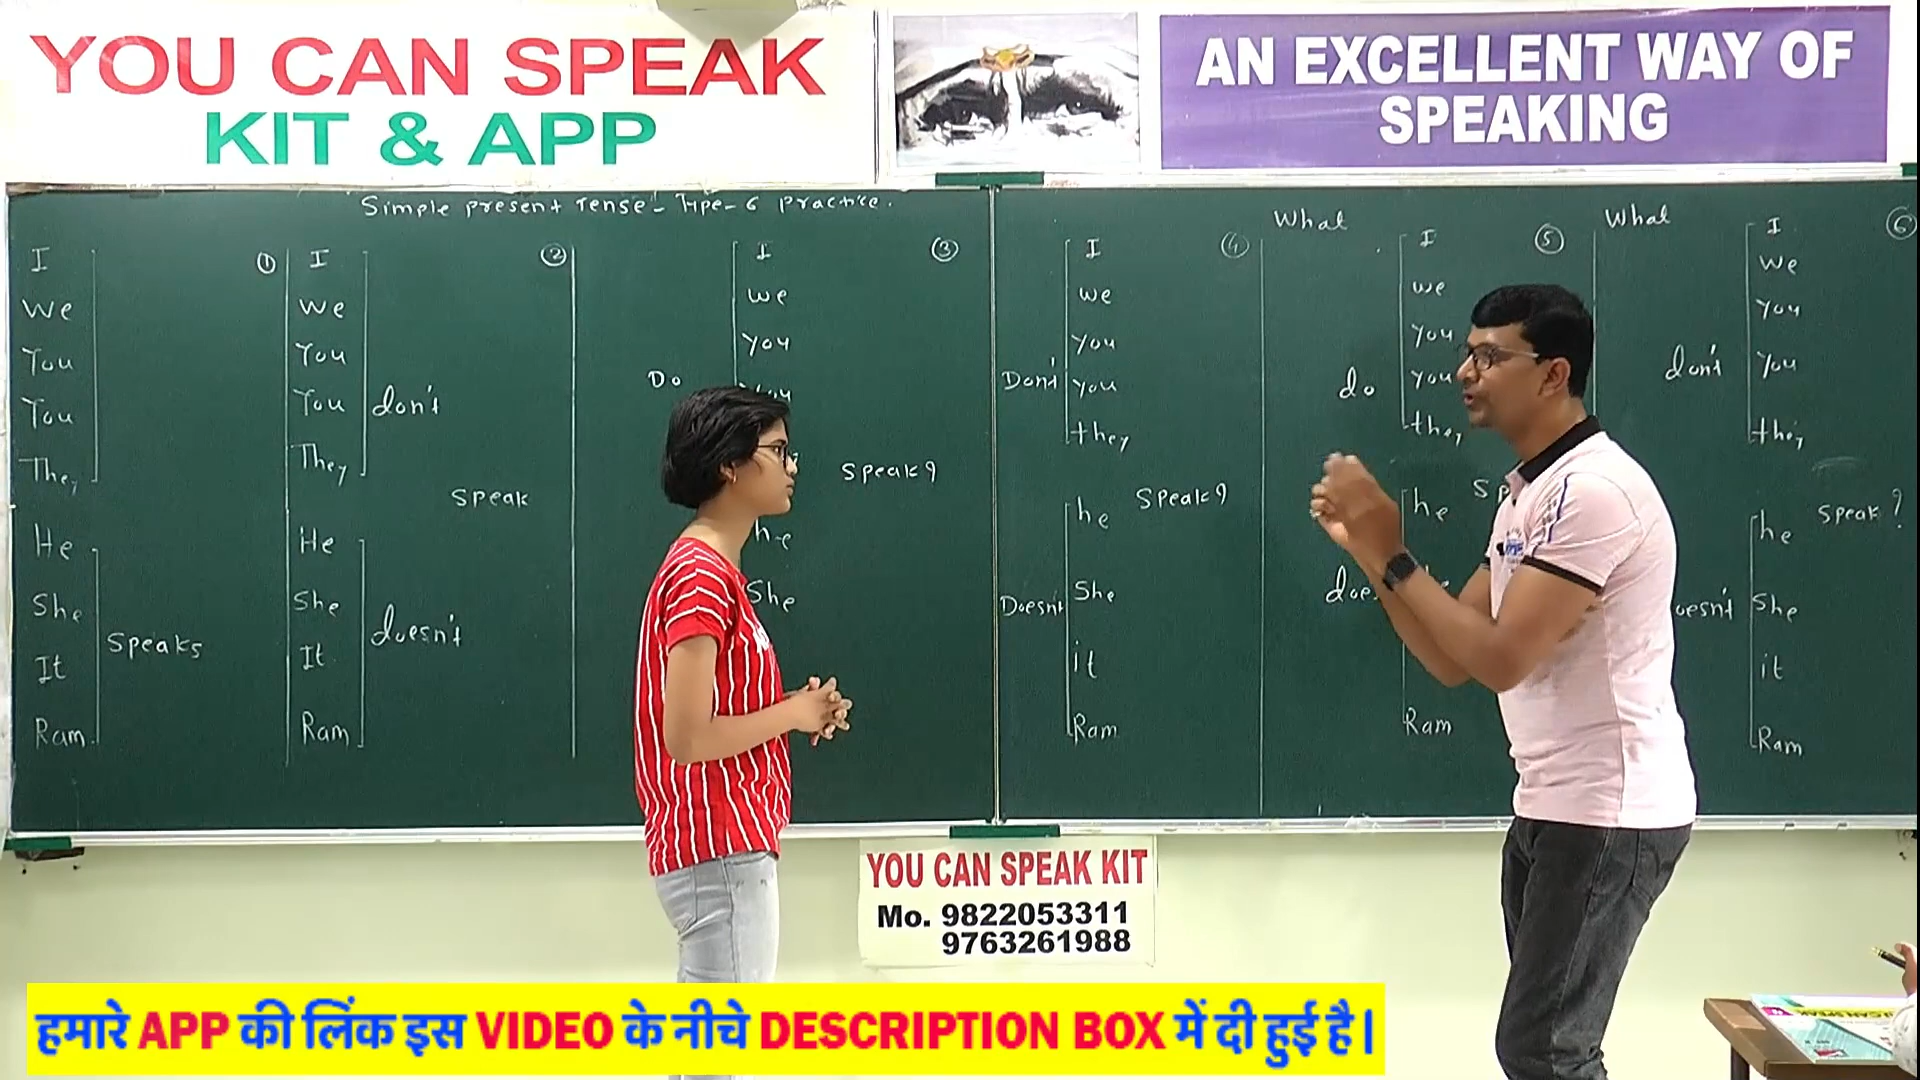 YOU CAN SPEAK
KIT & APP
AN EXCELLENT WAY OF
SPEAKING
Simple present Tense - Type - 6 practice.
I
We
You
You
They
He
She
It
Ram
speaks
①
I
We
You
You
They
don't
speak
He
She
It
Ram
doesn't
②
Do
I
we
you
speak?
he
She
③
Don't
I
we
you
you
they
speak?
Doesn't
he
She
it
Ram
④
What
do
I
we
you
you
they
he
Ram
⑤
What
don't
I
we
you
you
they
speak?
he
She
it
Ram
⑥
YOU CAN SPEAK KIT
Mo. 9822053311
9763261988
हमारे APP की लिंक इस VIDEO के नीचे DESCRIPTION BOX में दी हुई है।